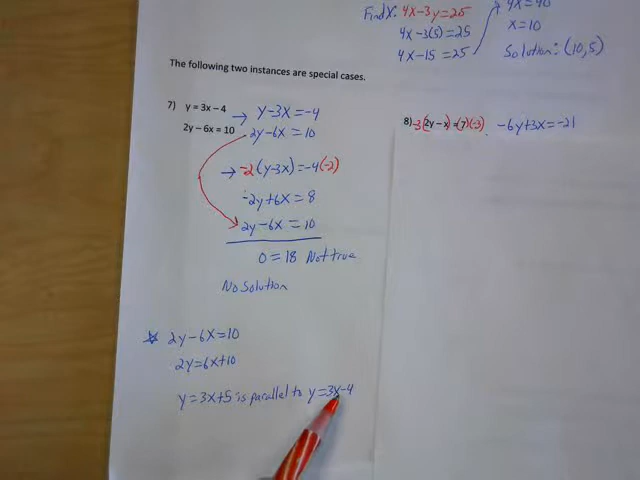 4x = 40
Find x: 4x-3y=25
4x-3(5)=25
x=10
4x-15=25
Solution: (10,5)
The following two instances are special cases.
7) y = 3x – 4 → y-3x=-4
2y – 6x = 10 2y-6x=10
→ -2(y-3x)=-4(-2)
-2y+6x=8
2y-6x=10
0=18 Not true
No Solution
2y-6x=10
2y=6x+10
y=3x+5 is parallel to y=3x-4
8) -3(2y – x)=(7)(-3) -6y+3x=-21